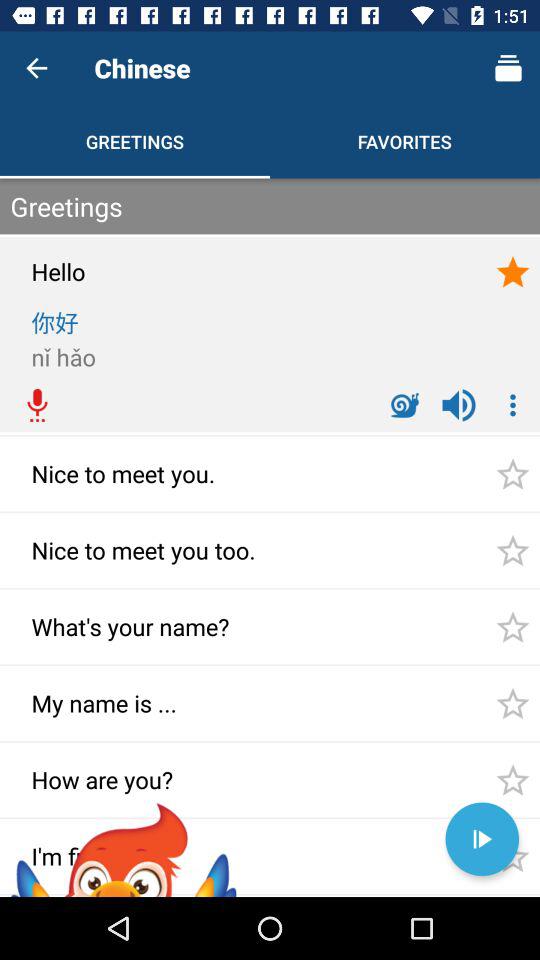 1:51
Chinese
GREETINGS FAVORITES
Greetings
Hello
你好
nǐ hǎo
Nice to meet you.
Nice to meet you too.
What's your name?
My name is ...
How are you?
I'm